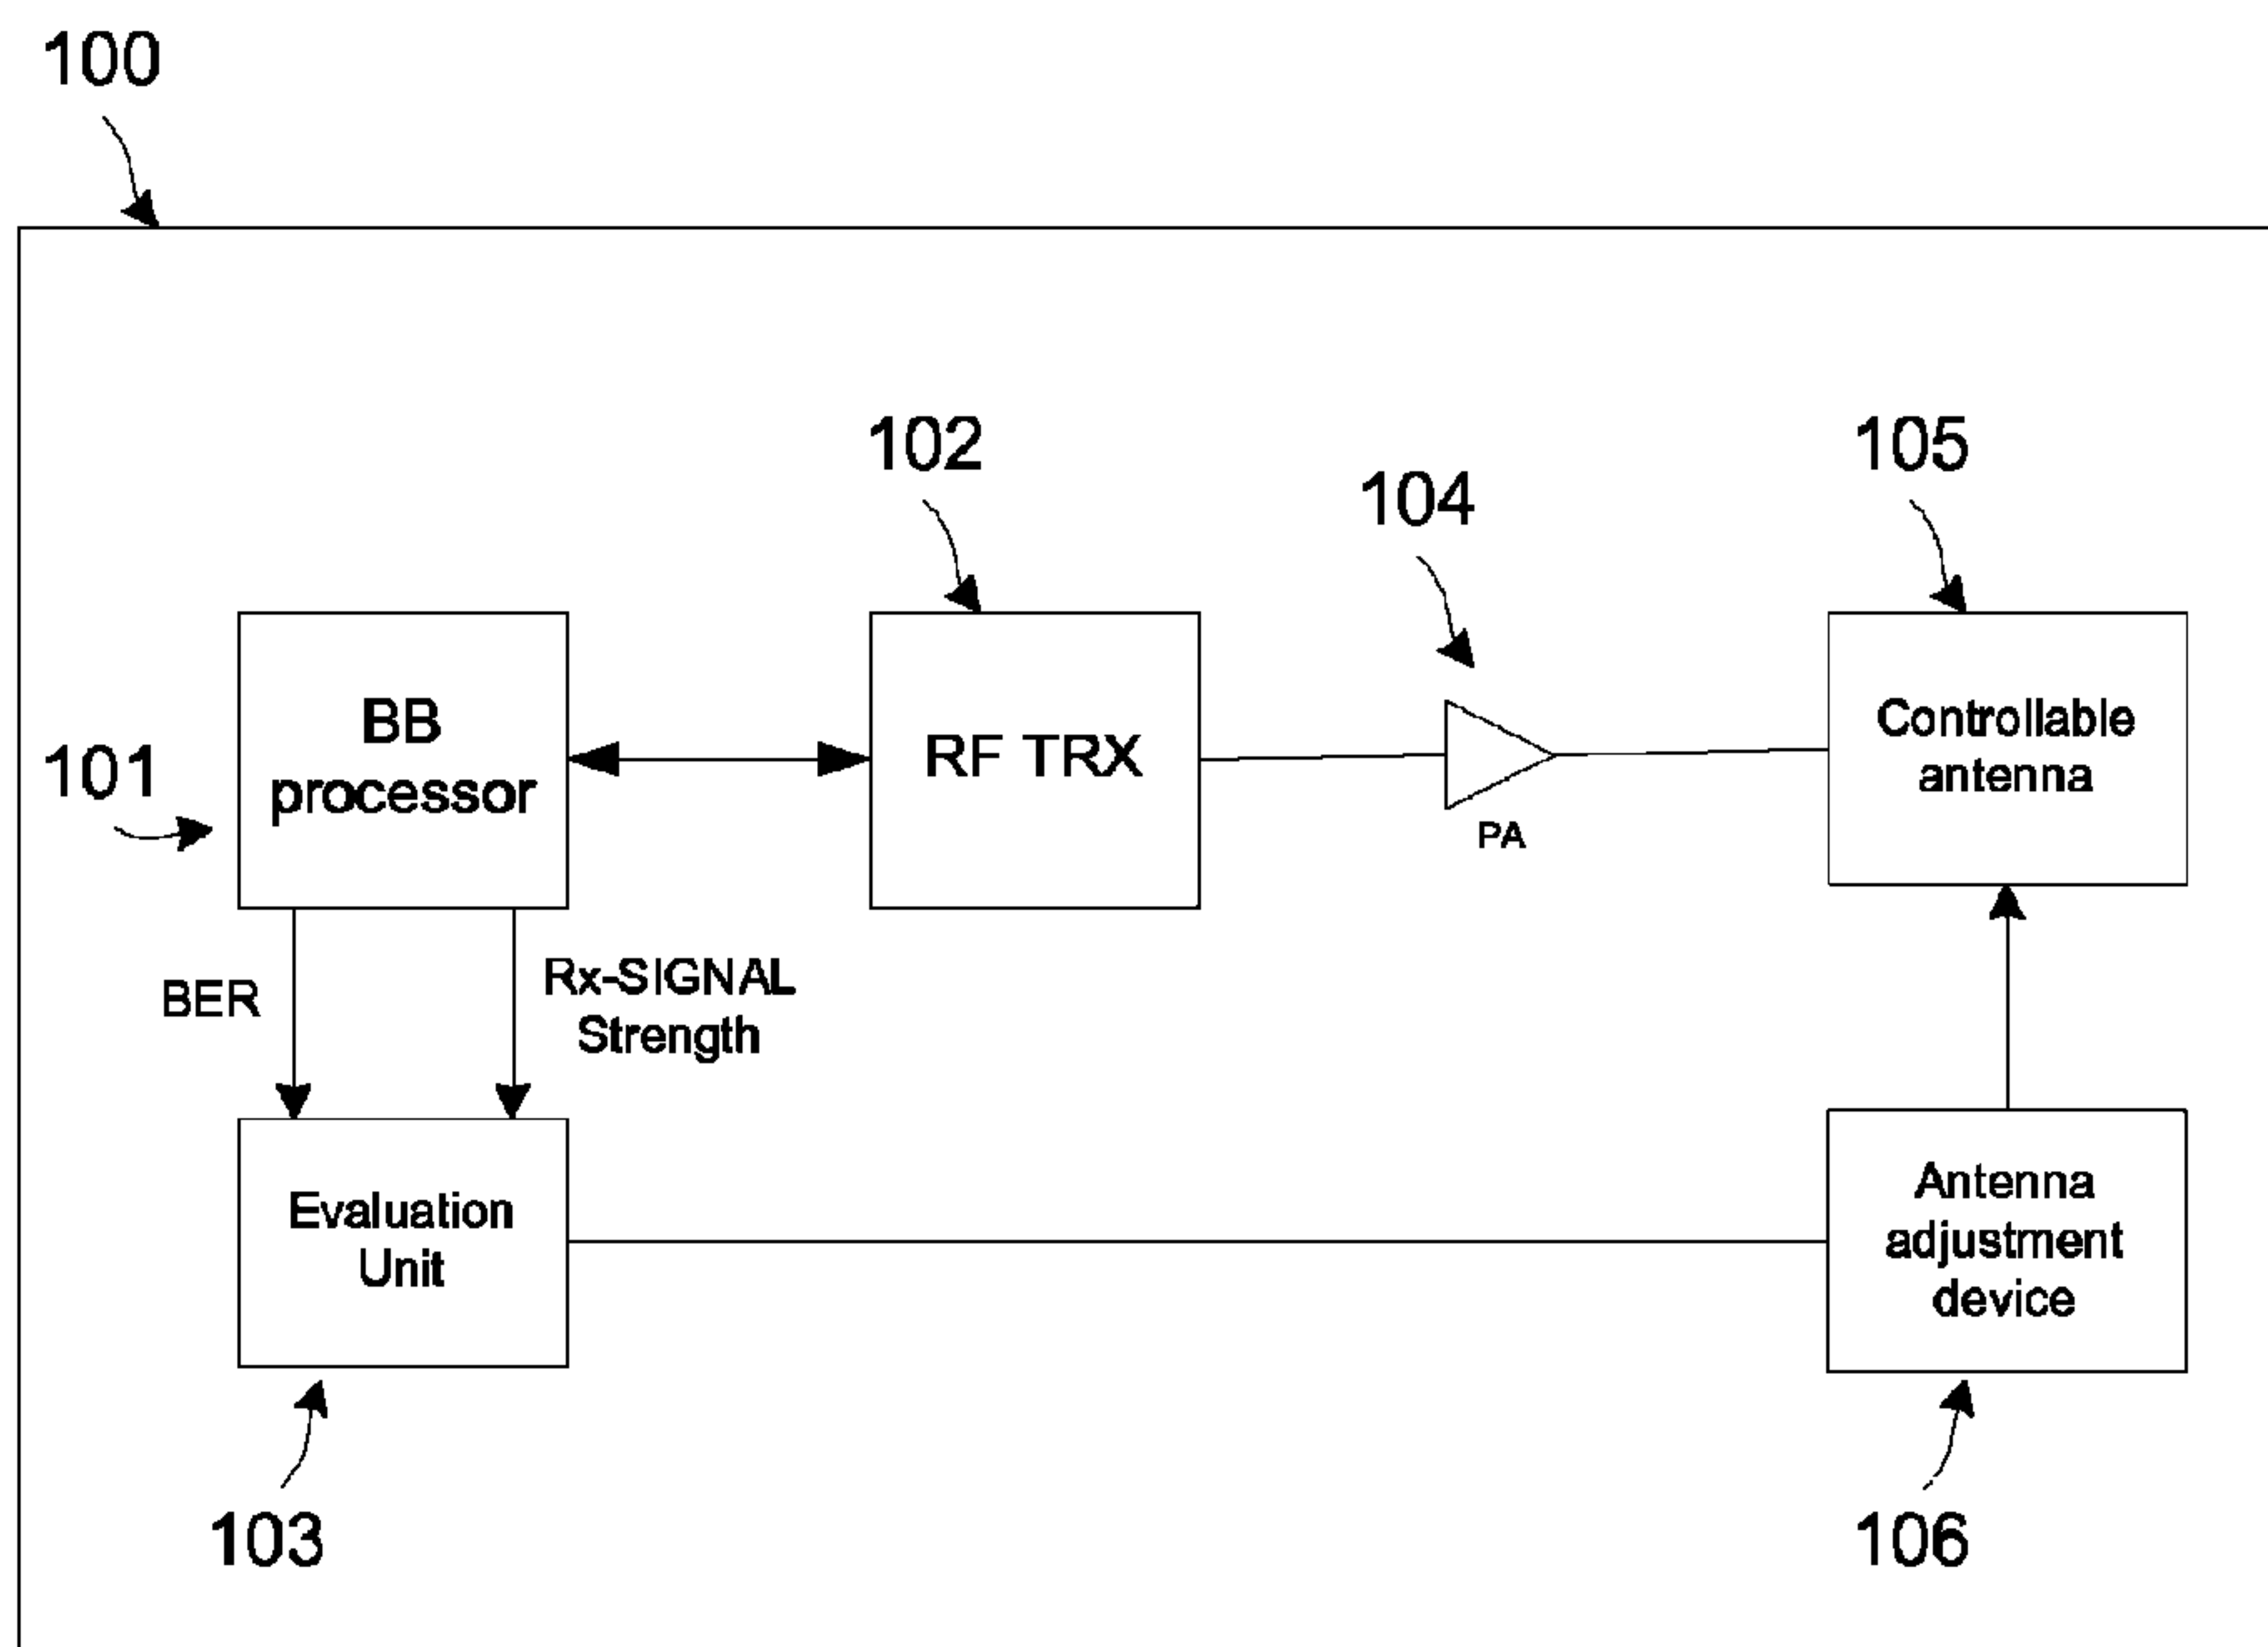 100
102
105
104
BB
processor
RF TRX
Controllable
antenna
101
PA
BER
Rx-SIGNAL
Strength
Evaluation
Unit
Antenna
adjustment
device
103
106